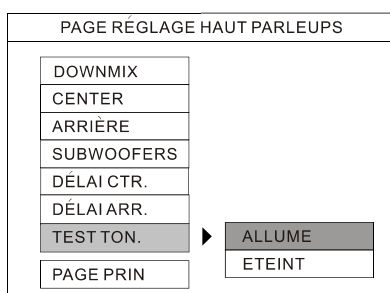 PAGE RÉGLAGE HAUT PARLEUPS
DOWNMIX
CENTER
ARRIÈRE
SUBWOOFERS
DÉLAI CTR.
DÉLAI ARR.
TEST TON.
ALLUME
ETEINT
PAGE PRIN